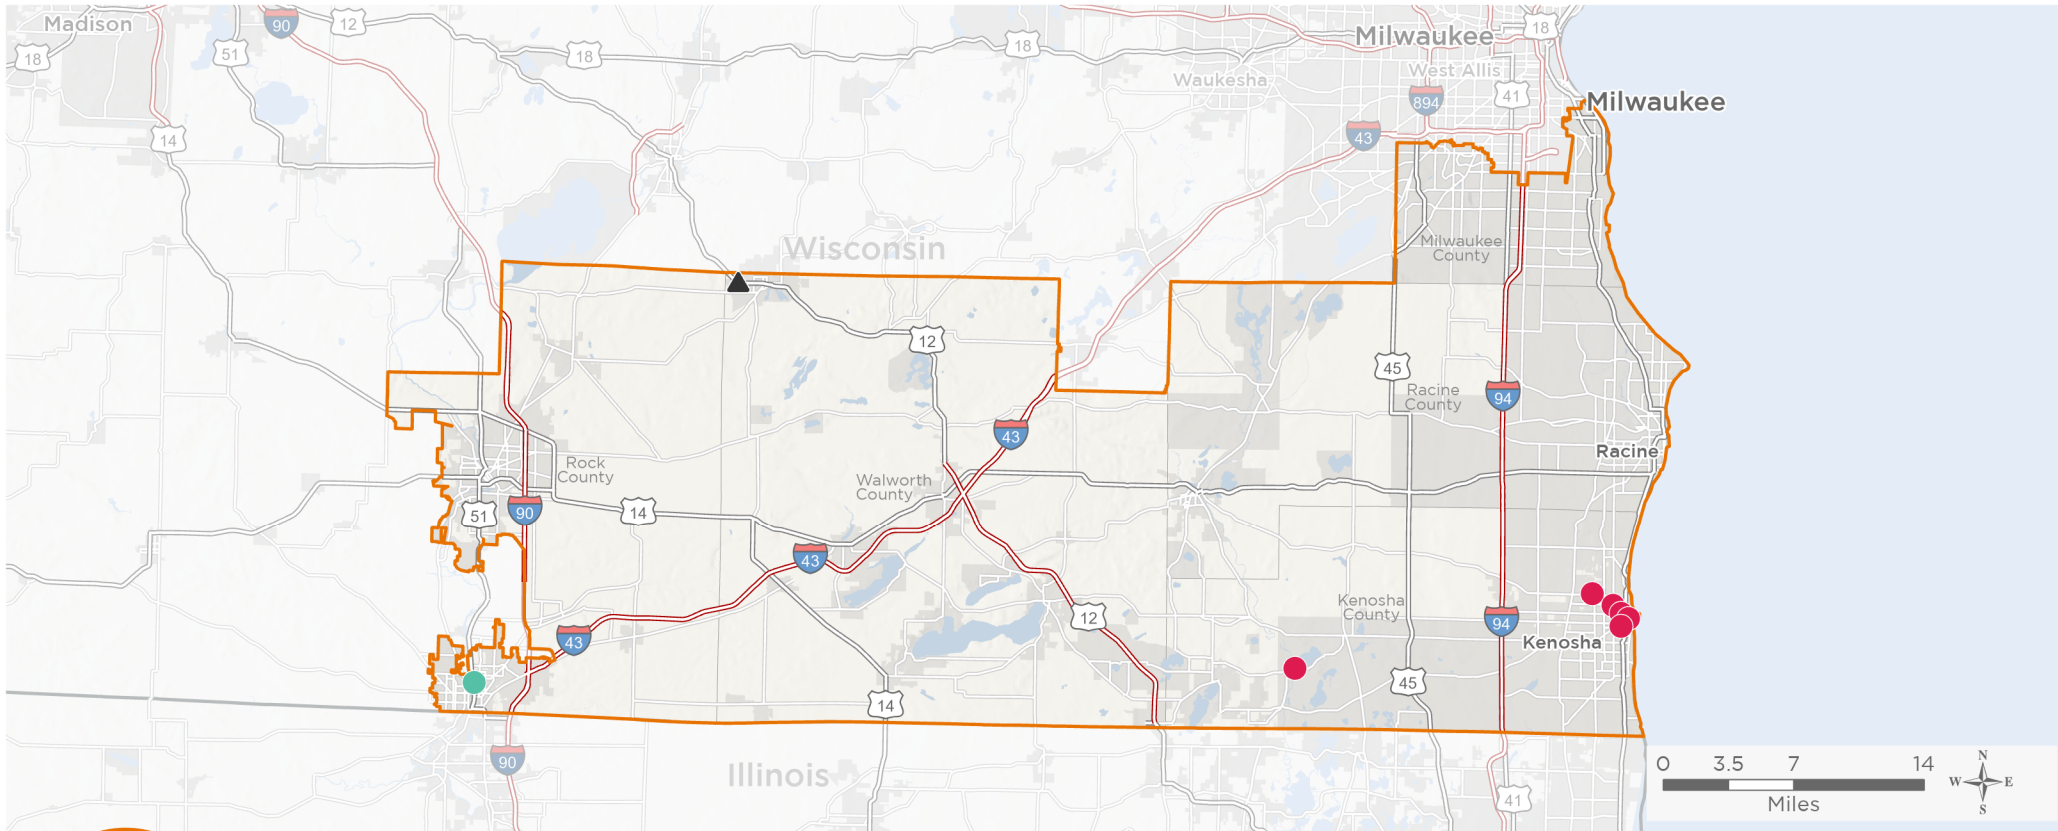 Madison
90
12
18
51
18
18
18
Milwaukee
West Allis
Waukesha
41
894
Milwaukee
14
43
Wisconsin
Milwaukee
County
12
45
94
Racine
County
43
Racine
Rock
County
Walworth
County
51
90
14
43
Kenosha
County
12
94
43
Kenosha
45
14
90
Illinois
41
0 3.5 7 14
Miles
N
W E
S